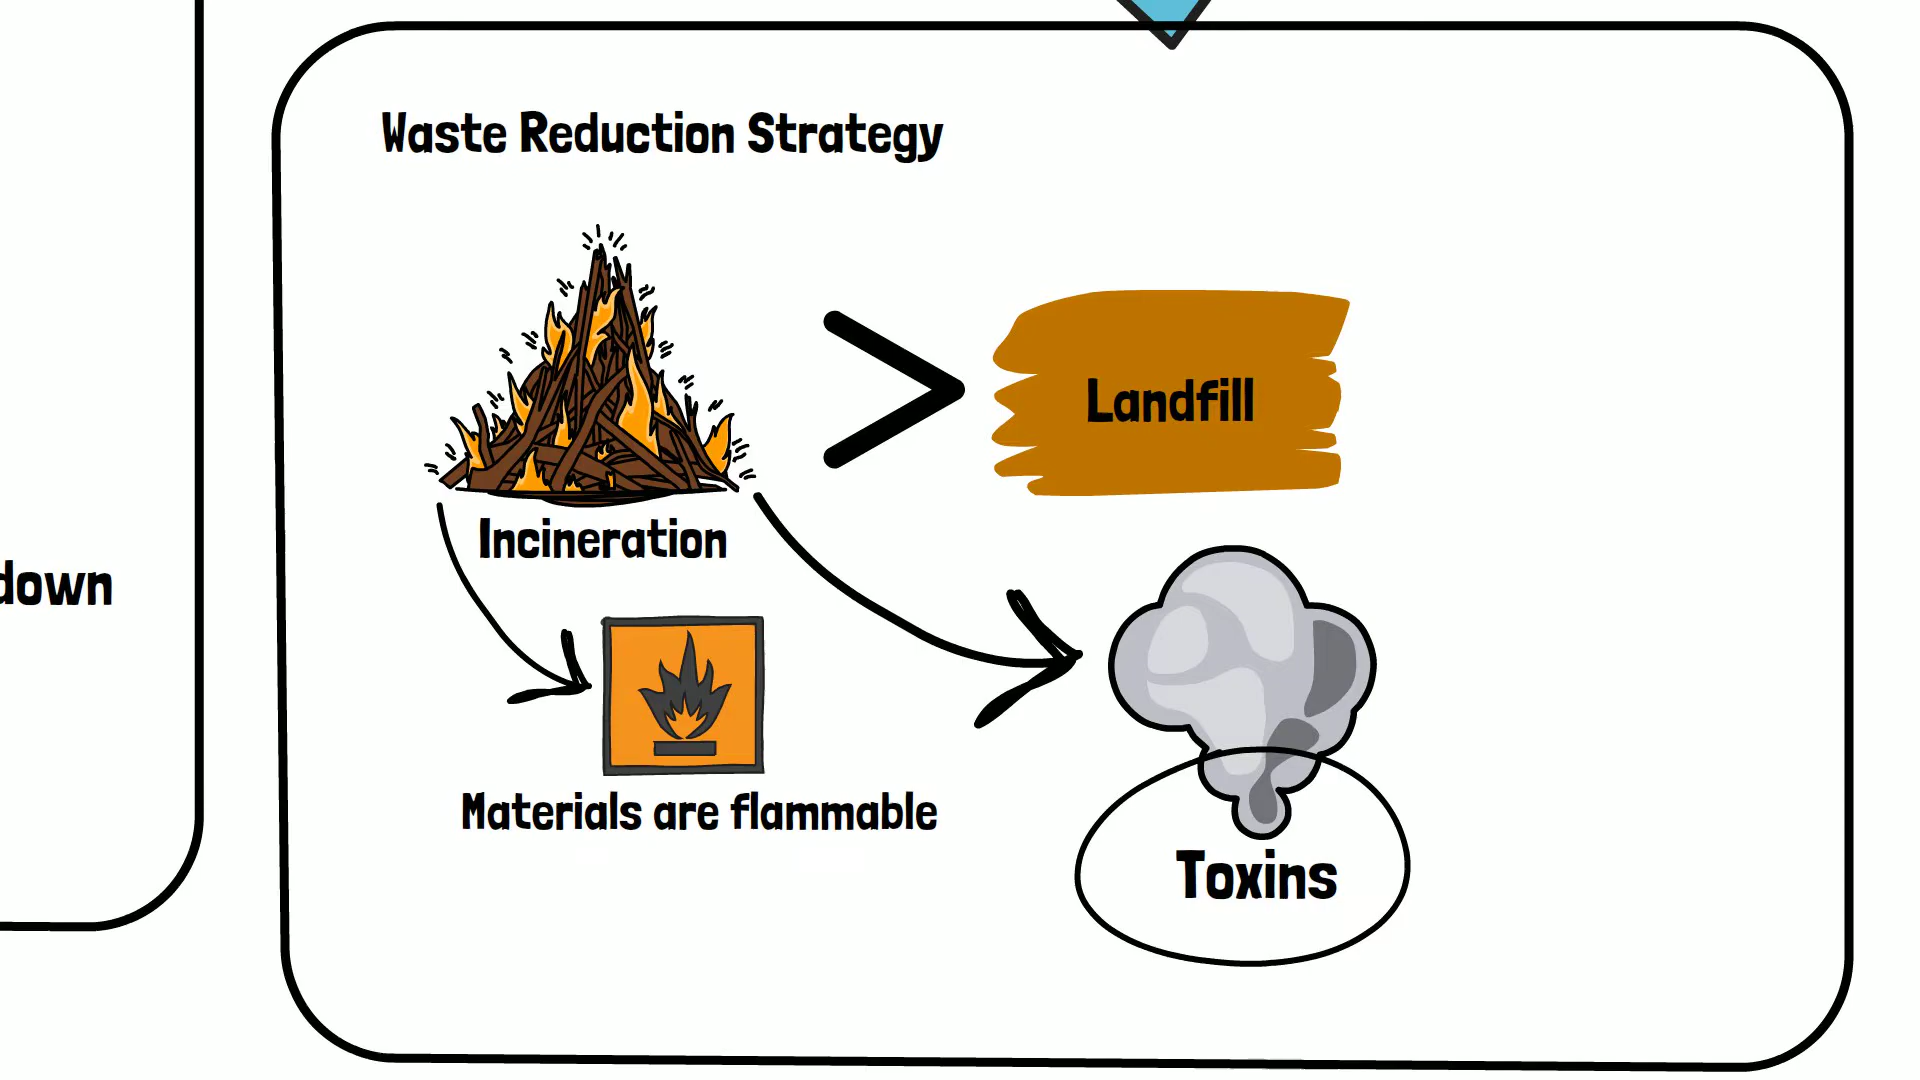 Waste Reduction Strategy
Landfill
Incineration
down
Materials are flammable
Toxins